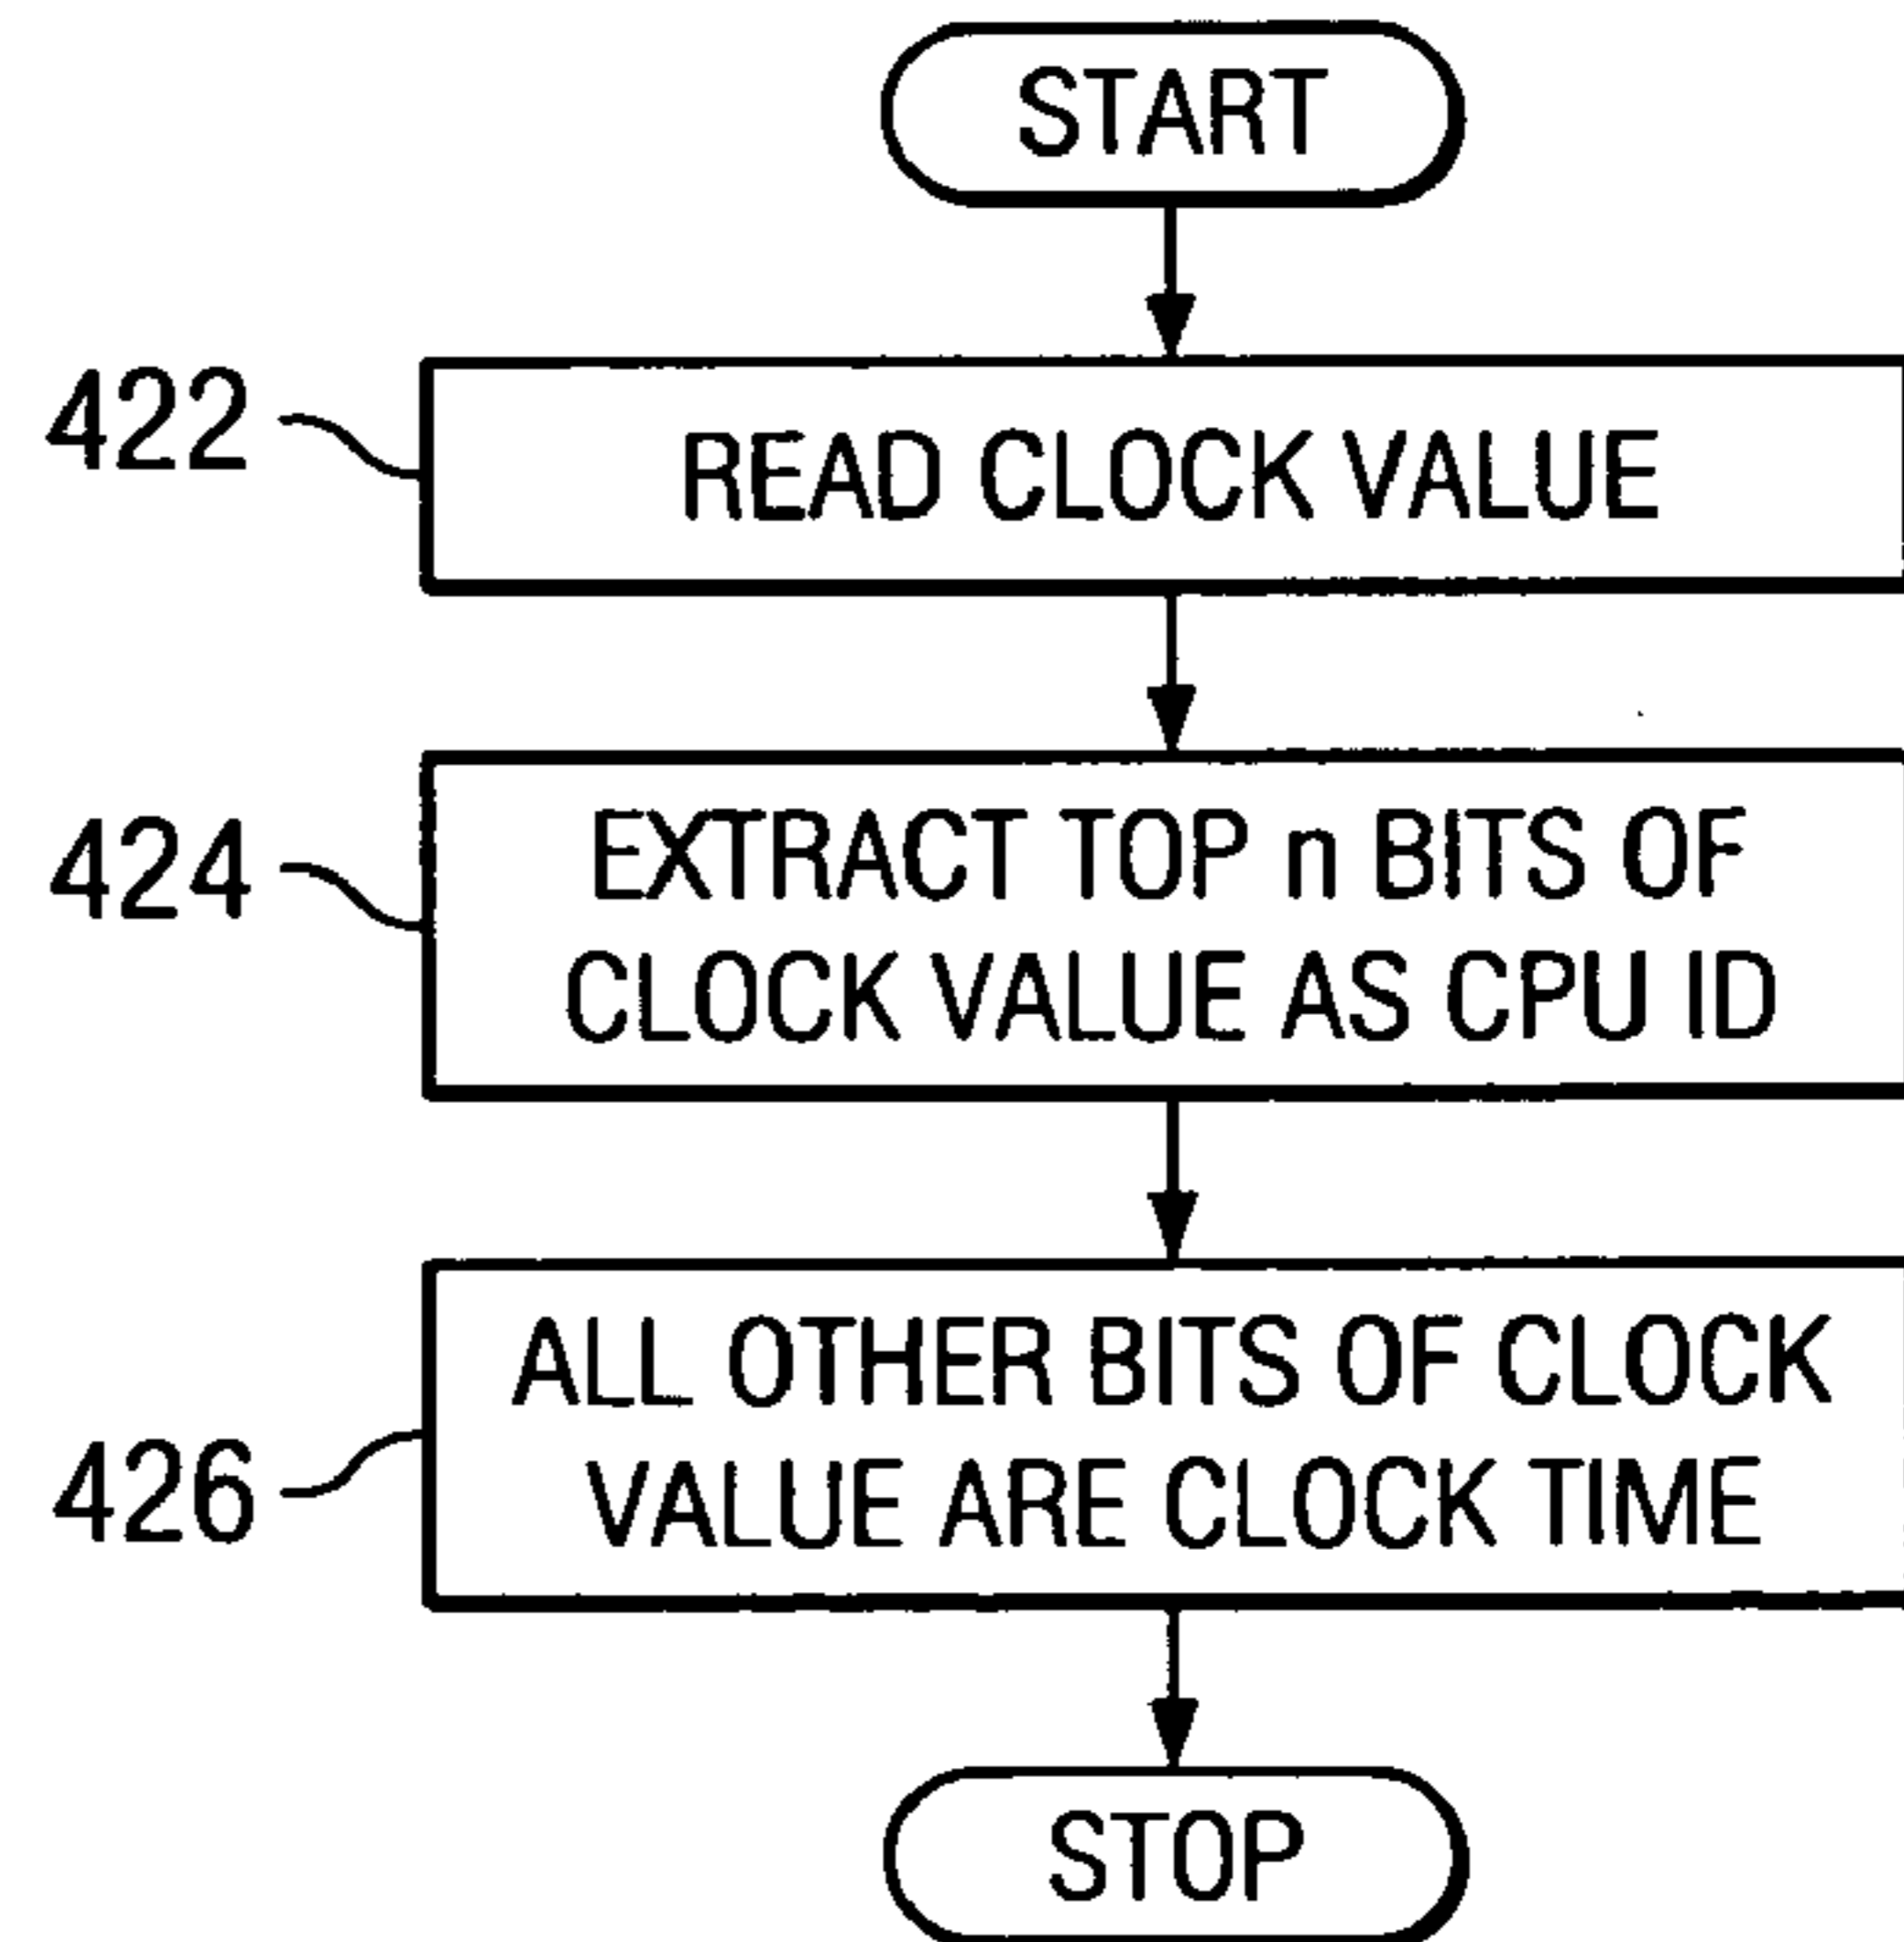 START
422
READ CLOCK VALUE
424
EXTRACT TOP n BITS OF
CLOCK VALUE AS CPU ID
426
ALL OTHER BITS OF CLOCK
VALUE ARE CLOCK TIME
STOP